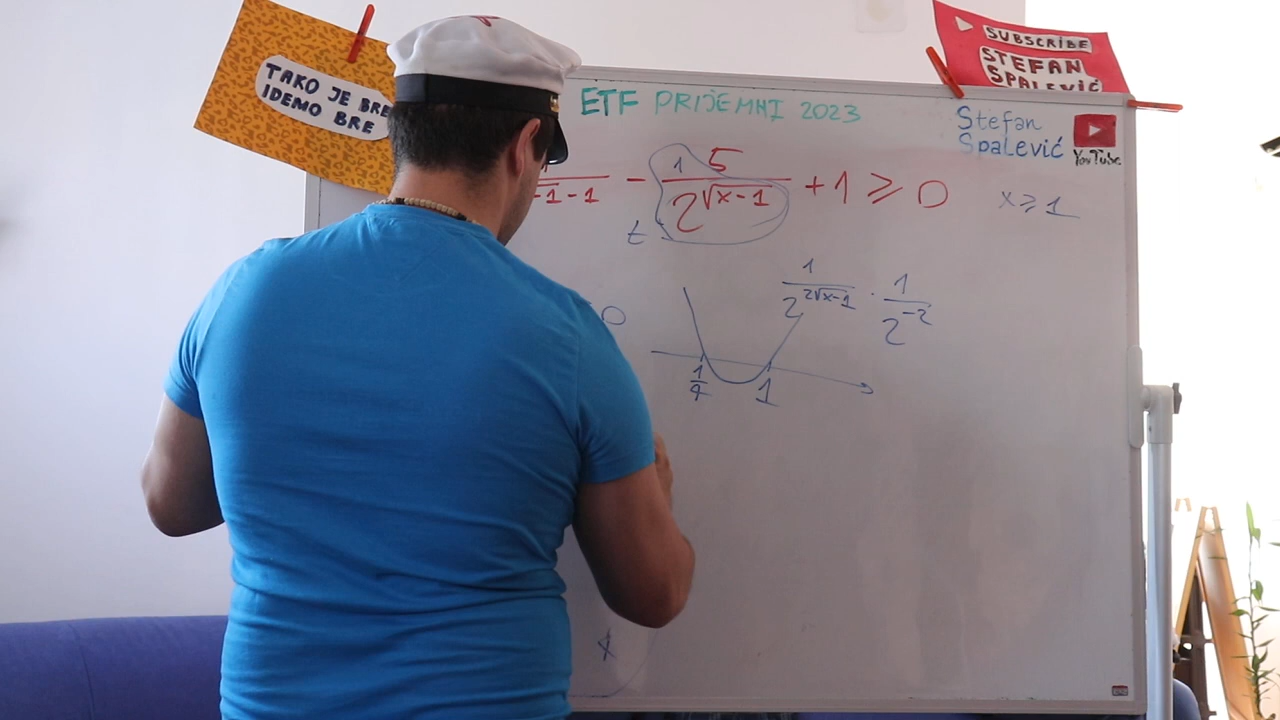 TAKO JE BRE
IDEMO BRE
SUBSCRIBE
STEFAN
SPALEVIĆ
ETF PRIJEMNI 2023
Stefan
Spalević
YouTube
-1 - 1 − 1 5 / 2^√x-1 + 1 ⩾ 0
x ⩾ 1
t
0
1 / 2^2√x-1 · 1 / 2^-2
1/4 1